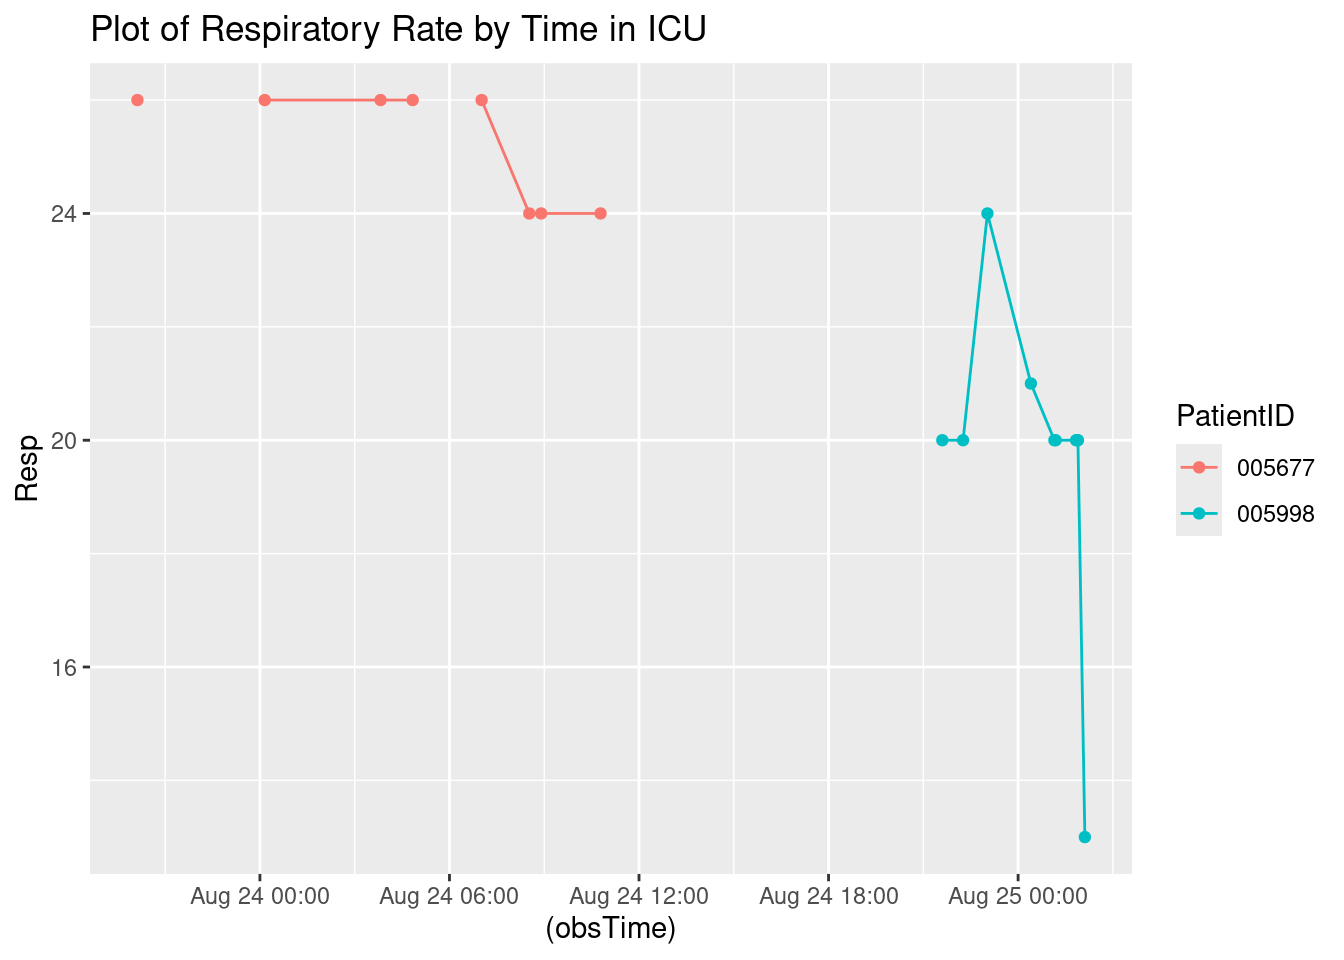 Plot of Respiratory Rate by Time in ICU
24
20
16
Resp
Aug 24 00:00
Aug 24 06:00
Aug 24 12:00
Aug 24 18:00
Aug 25 00:00
(obsTime)
PatientID
005677
005998